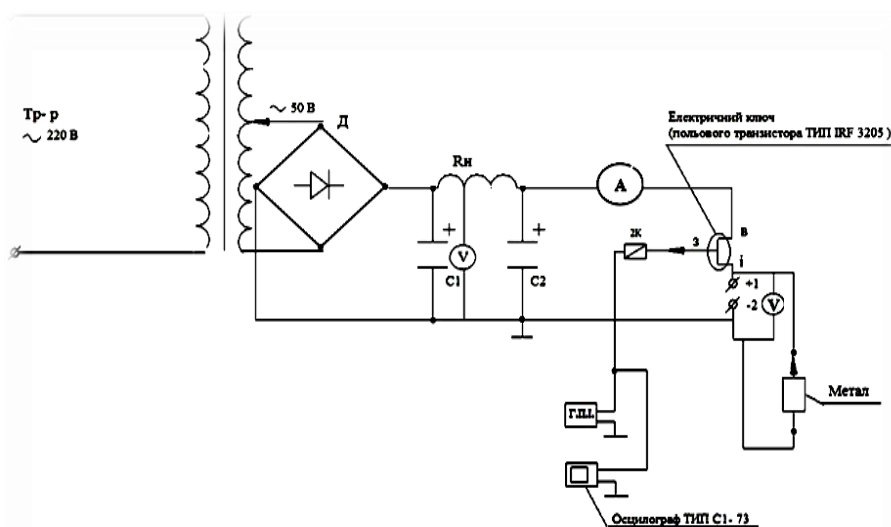 Тр- р
~ 220 В
~ 50 В
Д
Rн
+
+
C1
V
C2
A
Електричний ключ
(польового транзистора ТИП IRF 3205 )
2К
З
В
i
+1
-2
V
Метал
Г.П.І.
Осцилограф ТИП С1- 73